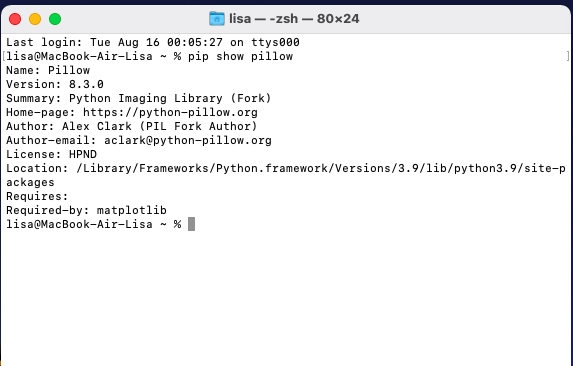 lisa — -zsh — 80×24
Last login: Tue Aug 16 00:05:27 on ttys000
[lisa@MacBook-Air-Lisa ~ % pip show pillow ]
Name: Pillow
Version: 8.3.0
Summary: Python Imaging Library (Fork)
Home-page: https://python-pillow.org
Author: Alex Clark (PIL Fork Author)
Author-email: aclark@python-pillow.org
License: HPND
Location: /Library/Frameworks/Python.framework/Versions/3.9/lib/python3.9/site-p
ackages
Requires:
Required-by: matplotlib
lisa@MacBook-Air-Lisa ~ %